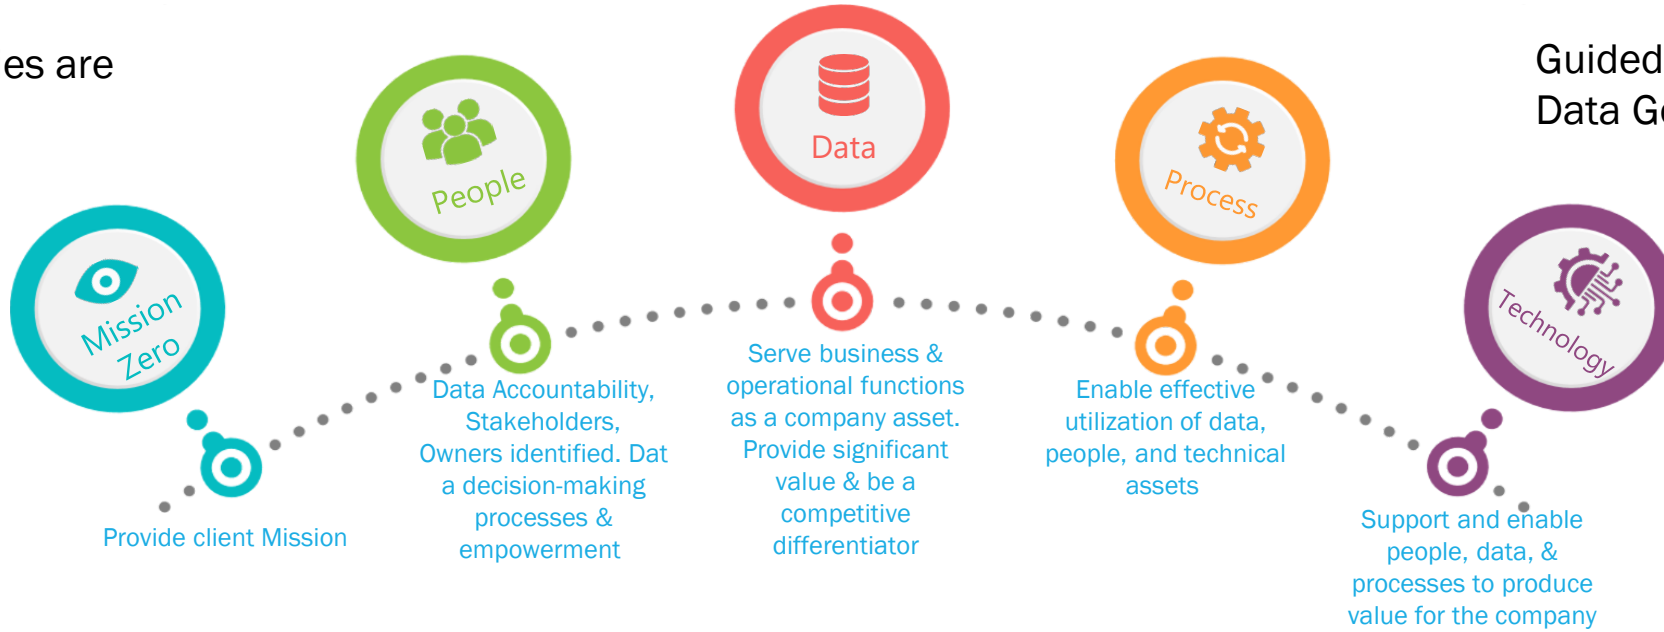 es are
Guided
Data Go
Mission
Zero
People
Data
Process
Technology
Provide client Mission
Data Accountability,
Stakeholders,
Owners identified. Dat
a decision-making
processes &
empowerment
Serve business &
operational functions
as a company asset.
Provide significant
value & be a
competitive
differentiator
Enable effective
utilization of data,
people, and technical
assets
Support and enable
people, data, &
processes to produce
value for the company